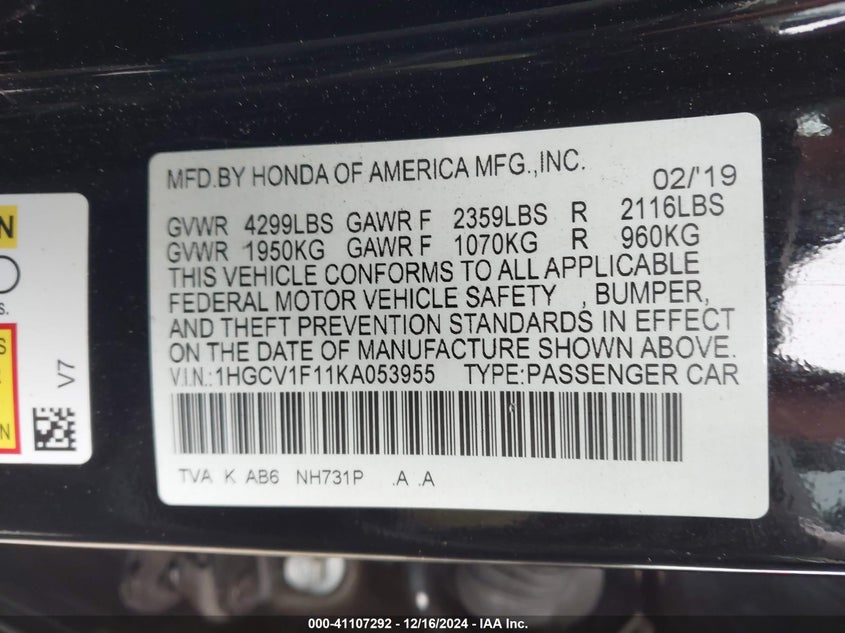 MFD.BY HONDA OF AMERICA MFG.,INC. 02/'19
GVWR 4299LBS GAWR F 2359LBS R 2116LBS
GVWR 1950KG GAWR F 1070KG R 960KG
THIS VEHICLE CONFORMS TO ALL APPLICABLE
FEDERAL MOTOR VEHICLE SAFETY , BUMPER,
AND THEFT PREVENTION STANDARDS IN EFFECT
ON THE DATE OF MANUFACTURE SHOWN ABOVE.
V.I.N.:1HGCV1F11KA053955 TYPE:PASSENGER CAR
TVA K AB6 NH731P .A .A
V7
000-41107292 - 12/16/2024 - IAA Inc.